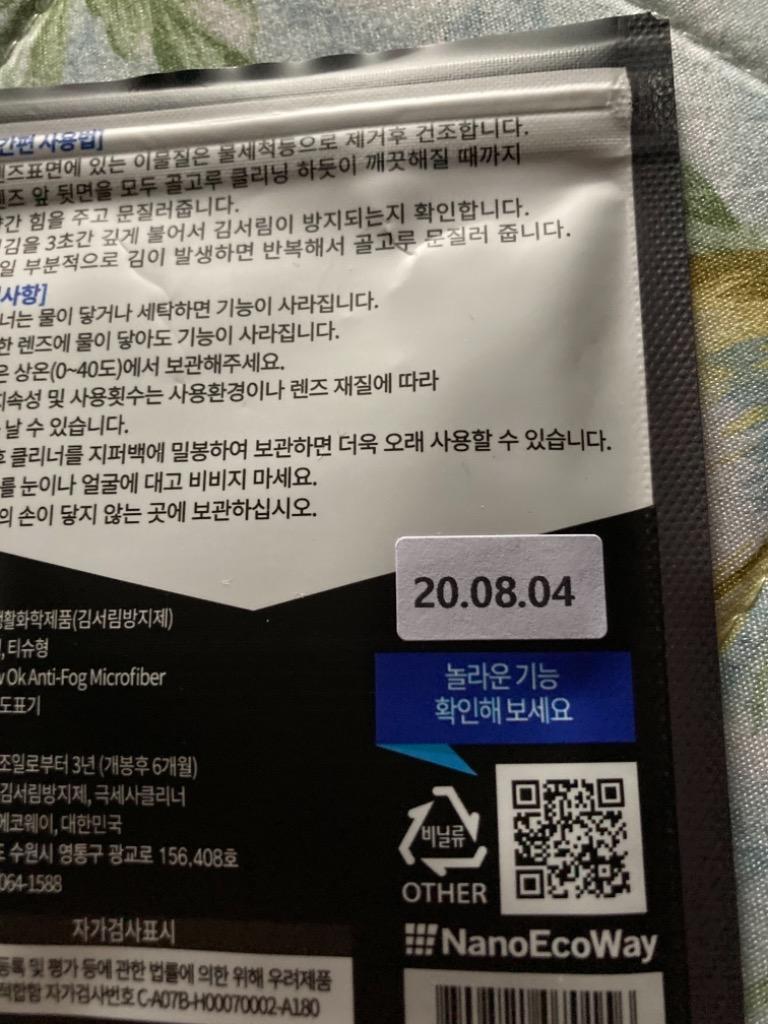 간편 사용법]
렌즈표면에 있는 이물질은 물세척등으로 제거후 건조합니다.
렌즈 앞 뒷면을 모두 골고루 클리닝 하듯이 깨끗해질 때까지
약간 힘을 주고 문질러줍니다.
입김을 3초간 깊게 불어서 김서림이 방지되는지 확인합니다.
일 부분적으로 김이 발생하면 반복해서 골고루 문질러 줍니다.
사항]
너는 물이 닿거나 세탁하면 기능이 사라집니다.
한 렌즈에 물이 닿아도 기능이 사라집니다.
은 상온(0~40도)에서 보관해주세요.
지속성 및 사용횟수는 사용환경이나 렌즈 재질에 따라
날 수 있습니다.
후 클리너를 지퍼백에 밀봉하여 보관하면 더욱 오래 사용할 수 있습니다.
를 눈이나 얼굴에 대고 비비지 마세요.
의 손이 닿지 않는 곳에 보관하십시오.
20.08.04
놀라운 기능
확인해 보세요
생활화학제품(김서림방지제)
, 티슈형
Ok Anti-Fog Microfiber
도표기
조일로부터 3년 (개봉후 6개월)
김서림방지제, 극세사클리너
에코웨이, 대한민국
도 수원시 영통구 광교로 156,408호
064-1588
비닐류
OTHER
NanoEcoWay
자가검사표시
등록 및 평가 등에 관한 법률에 의한 위해 우려제품
적합함 자가검사번호 C-A07B-H00070002-A180